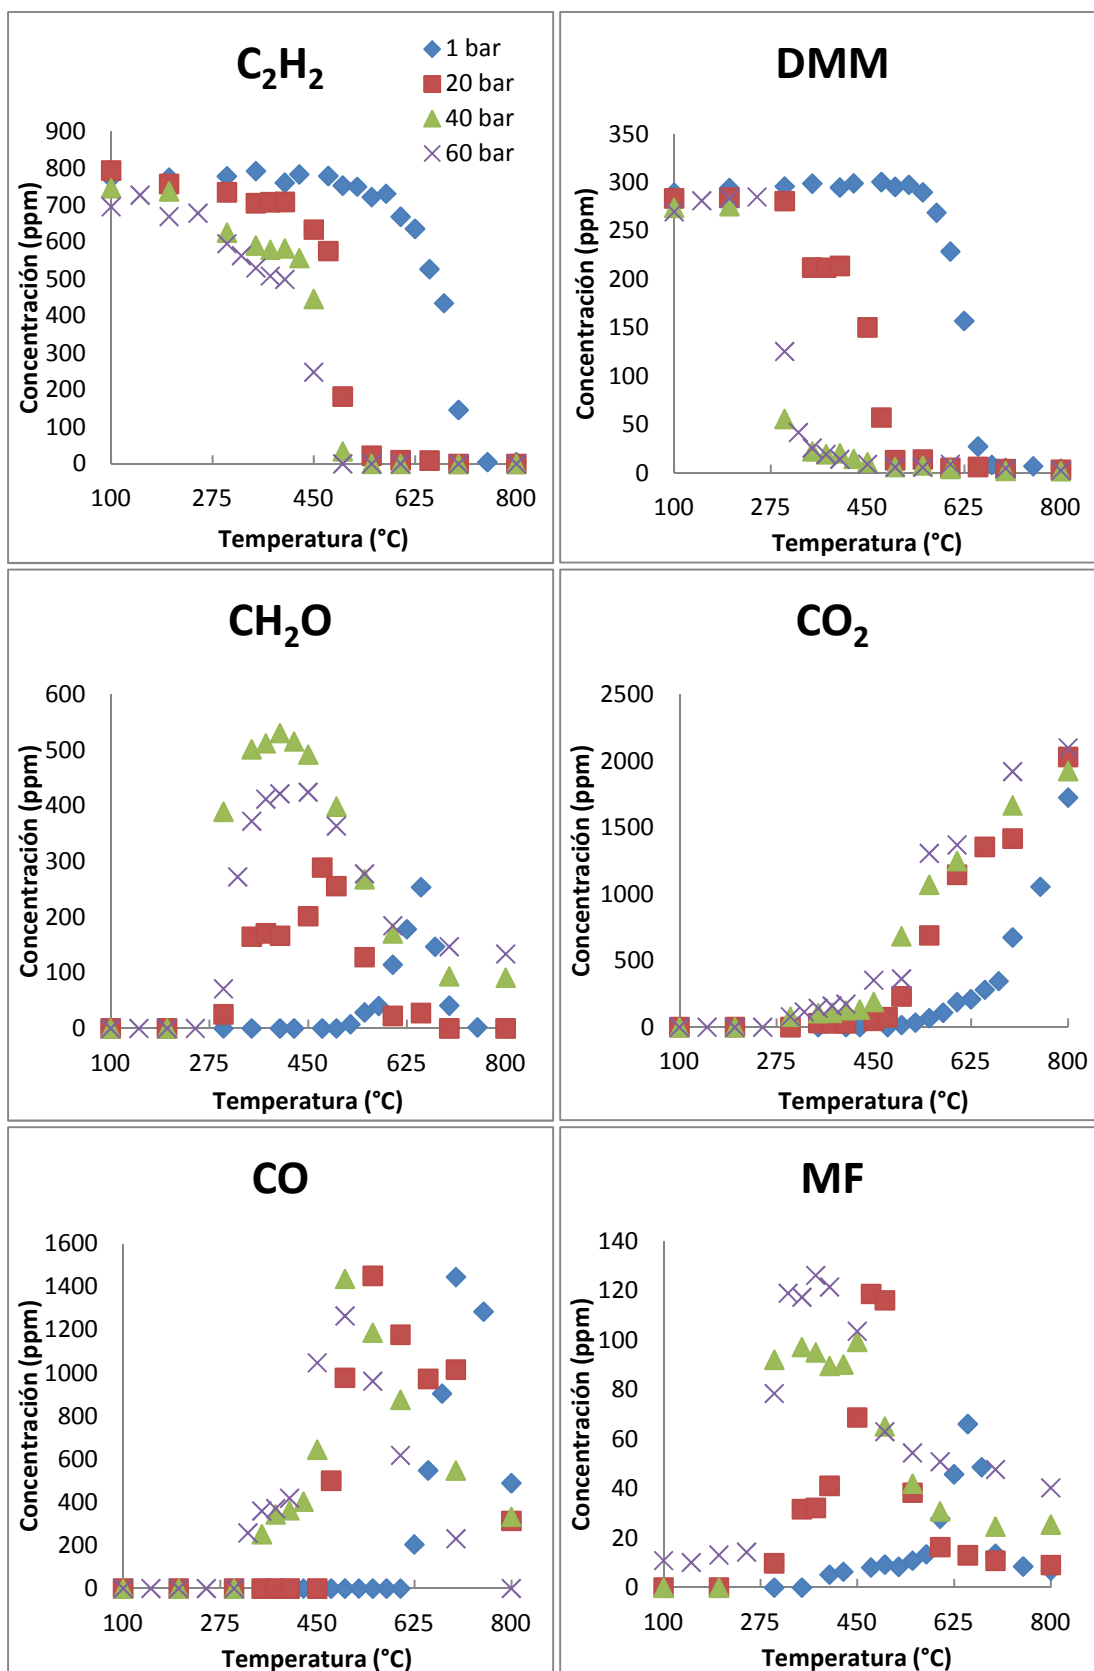 C₂H₂
1 bar
20 bar
40 bar
60 bar
Concentración (ppm)
900
800
700
600
500
400
300
200
100
0
100 275 450 625 800
Temperatura (°C)
DMM
Concentración (ppm)
350
300
250
200
150
100
50
0
100 275 450 625 800
Temperatura (°C)
CH₂O
Concentración (ppm)
600
500
400
300
200
100
0
100 275 450 625 800
Temperatura (°C)
CO₂
Concentración (ppm)
2500
2000
1500
1000
500
0
100 275 450 625 800
Temperatura (°C)
CO
Concentración (ppm)
1600
1400
1200
1000
800
600
400
200
0
100 275 450 625 800
Temperatura (°C)
MF
Concentración (ppm)
140
120
100
80
60
40
20
0
100 275 450 625 800
Temperatura (°C)